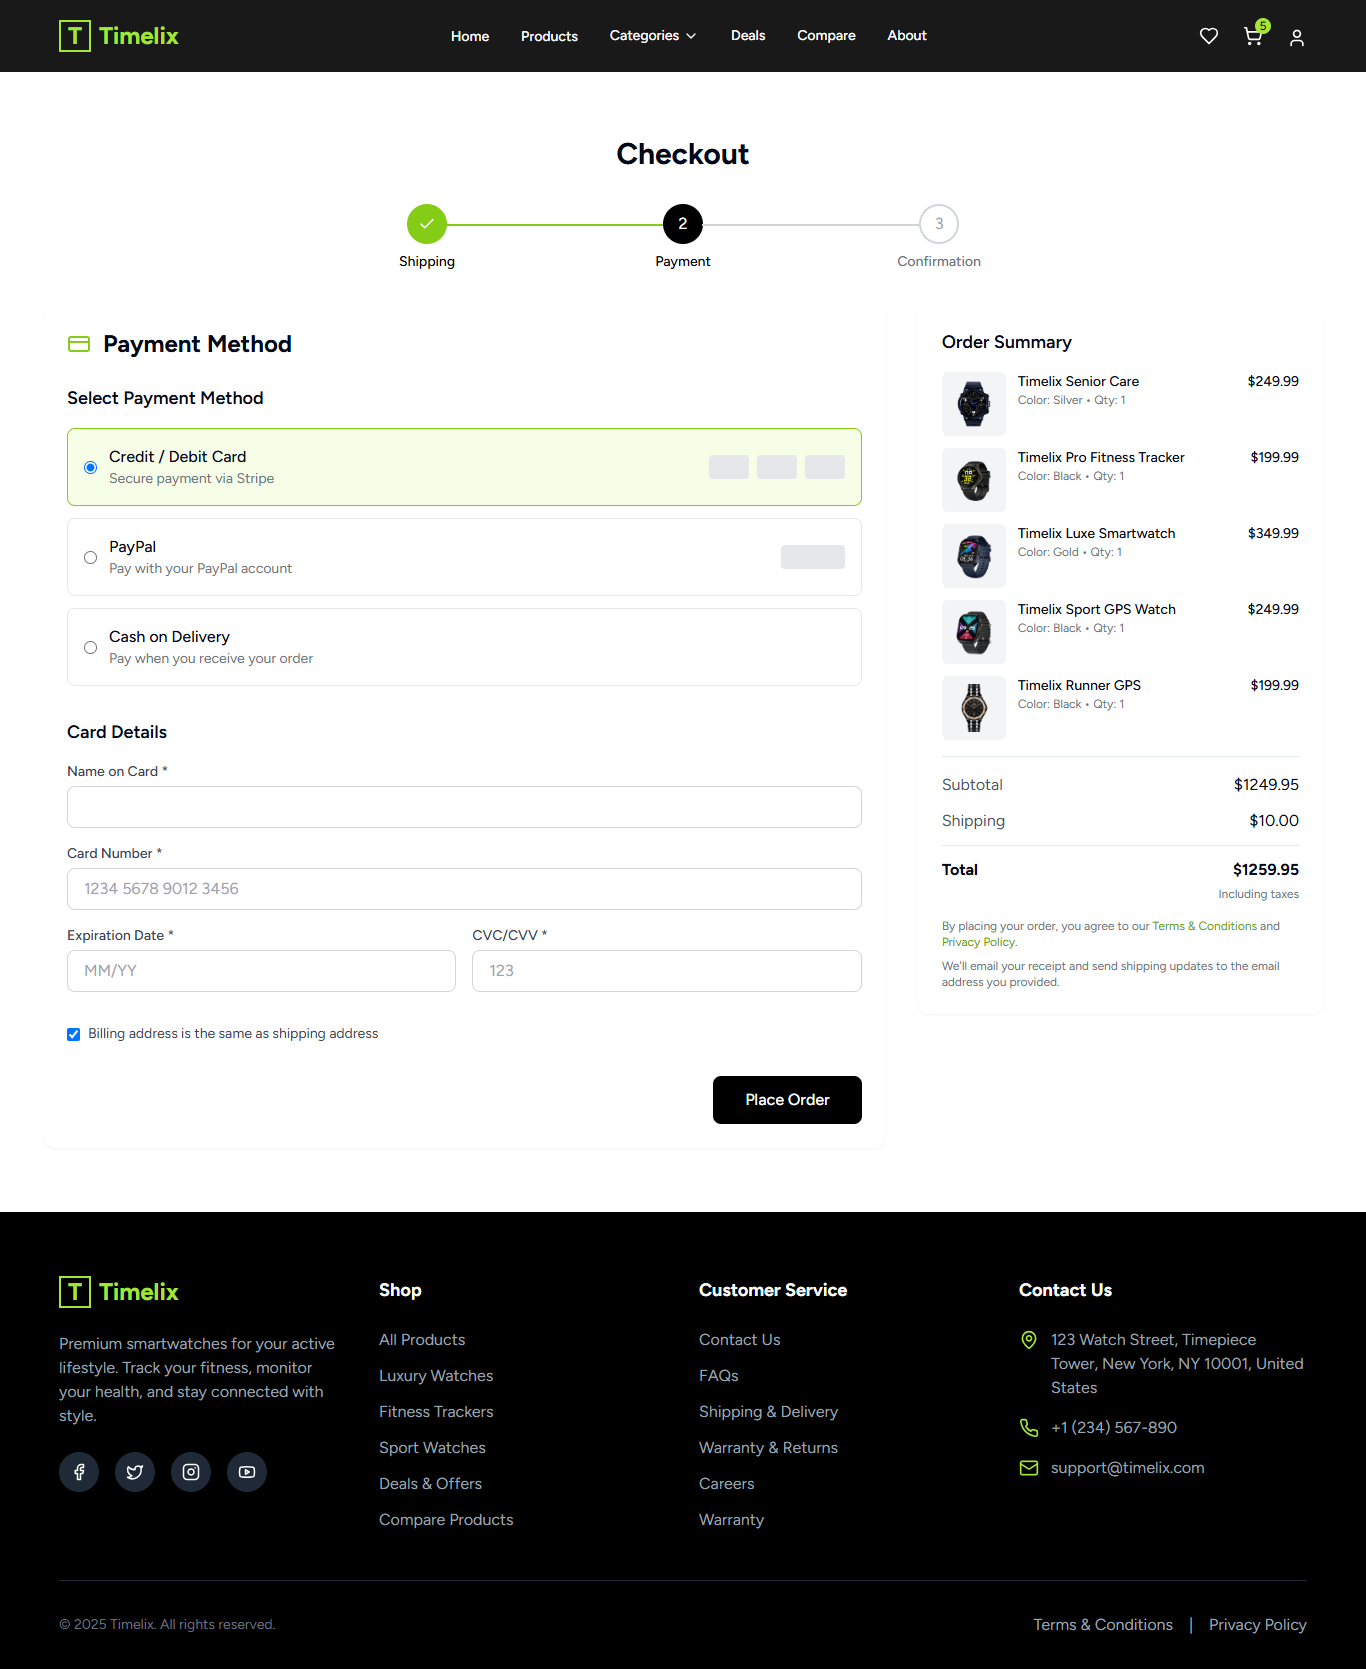 T Timelix
Home
Products
Categories
Deals
Compare
About
5
Checkout
2
3
Shipping
Payment
Confirmation
Payment Method
Select Payment Method
Credit / Debit Card
Secure payment via Stripe
PayPal
Pay with your PayPal account
Cash on Delivery
Pay when you receive your order
Card Details
Name on Card *
Card Number *
1234 5678 9012 3456
Expiration Date *
CVC/CVV *
MM/YY
123
Billing address is the same as shipping address
Place Order
Order Summary
Timelix Senior Care
$249.99
Color: Silver • Qty: 1
Timelix Pro Fitness Tracker
$199.99
Color: Black • Qty: 1
Timelix Luxe Smartwatch
$349.99
Color: Gold • Qty: 1
Timelix Sport GPS Watch
$249.99
Color: Black • Qty: 1
Timelix Runner GPS
$199.99
Color: Black • Qty: 1
Subtotal
$1249.95
Shipping
$10.00
Total
$1259.95
Including taxes
By placing your order, you agree to our Terms & Conditions and
Privacy Policy.
We'll email your receipt and send shipping updates to the email
address you provided.
T Timelix
Premium smartwatches for your active
lifestyle. Track your fitness, monitor
your health, and stay connected with
style.
Shop
All Products
Luxury Watches
Fitness Trackers
Sport Watches
Deals & Offers
Compare Products
Customer Service
Contact Us
FAQs
Shipping & Delivery
Warranty & Returns
Careers
Warranty
Contact Us
123 Watch Street, Timepiece
Tower, New York, NY 10001, United
States
+1 (234) 567-890
support@timelix.com
© 2025 Timelix. All rights reserved.
Terms & Conditions | Privacy Policy